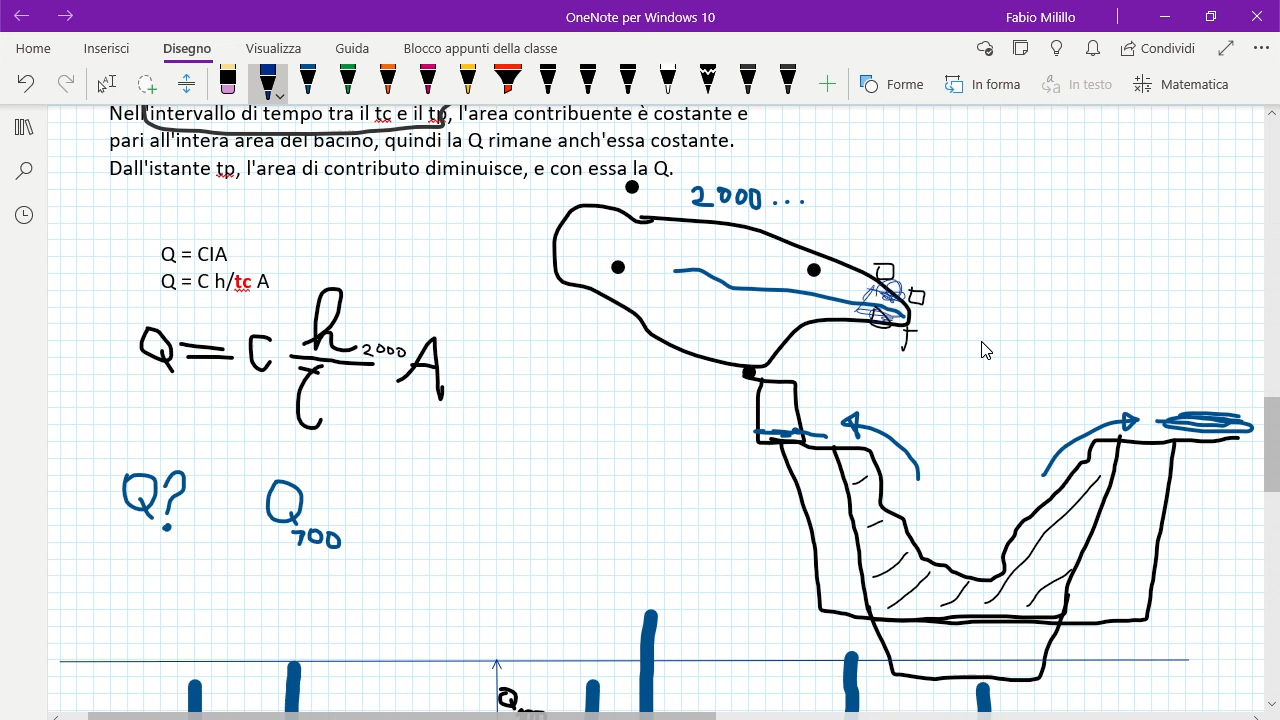 OneNote per Windows 10
Fabio Milillo
Home Inserisci Disegno Visualizza Guida Blocco appunti della classe
Condividi
Forme In forma In testo Matematica
Nell'intervallo di tempo tra il tc e il tp, l'area contribuente è costante e
pari all'intera area del bacino, quindi la Q rimane anch'essa costante.
Dall'istante tp, l'area di contributo diminuisce, e con essa la Q.
2000 ...
Q = CIA
Q = C h/tc A
Q = C h 2000 A
Q? Q
Q